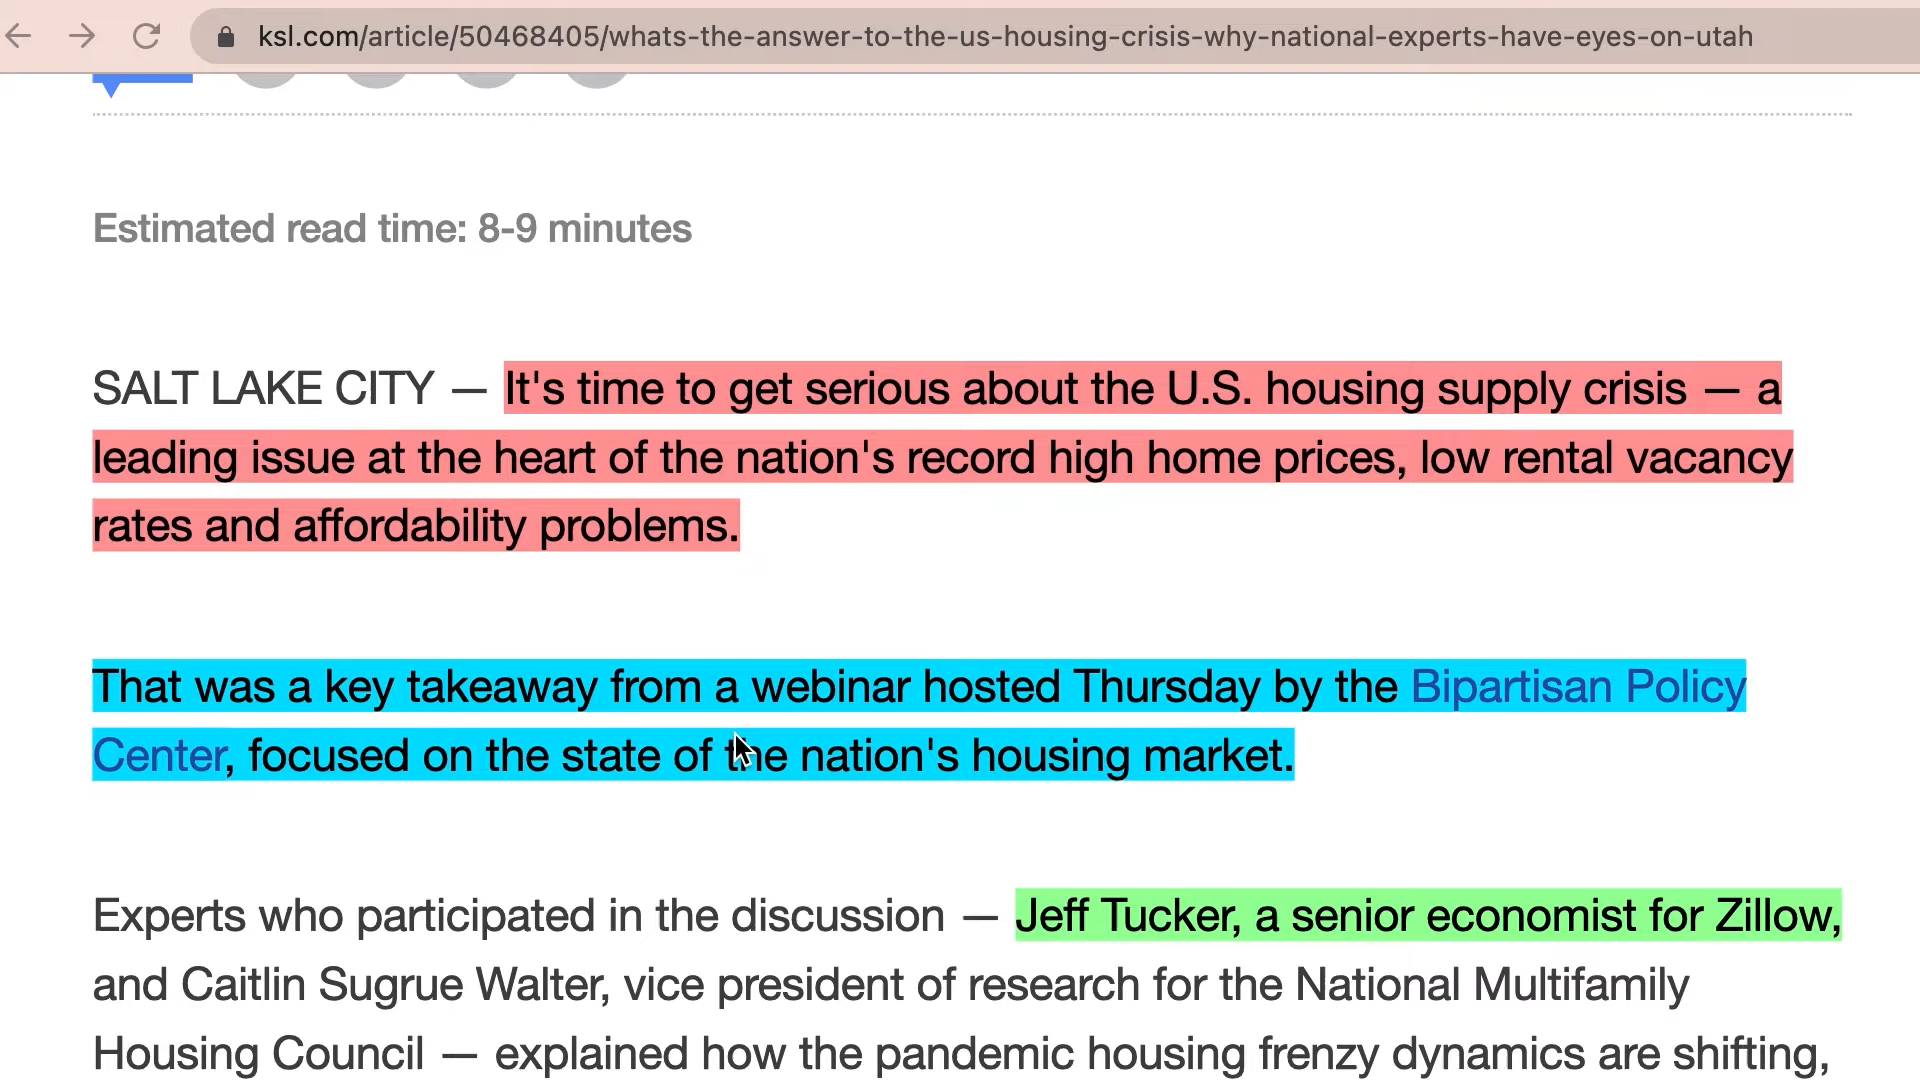 ksl.com/article/50468405/whats-the-answer-to-the-us-housing-crisis-why-national-experts-have-eyes-on-utah
Estimated read time: 8-9 minutes
SALT LAKE CITY — It's time to get serious about the U.S. housing supply crisis — a
leading issue at the heart of the nation's record high home prices, low rental vacancy
rates and affordability problems.
That was a key takeaway from a webinar hosted Thursday by the Bipartisan Policy
Center, focused on the state of the nation's housing market.
Experts who participated in the discussion — Jeff Tucker, a senior economist for Zillow,
and Caitlin Sugrue Walter, vice president of research for the National Multifamily
Housing Council — explained how the pandemic housing frenzy dynamics are shifting,